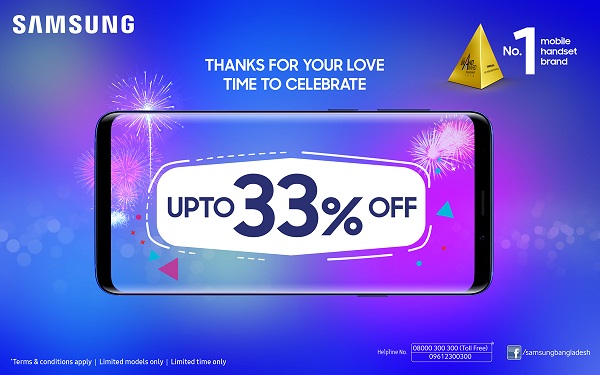 SAMSUNG
THANKS FOR YOUR LOVE
TIME TO CELEBRATE
No.1 mobile
handset
brand
UPTO 33% OFF
*Terms & conditions apply | Limited models only | Limited time only
Helpline No.
08000 300 300 (Toll Free)*
09612300300
f /samsungbangladesh